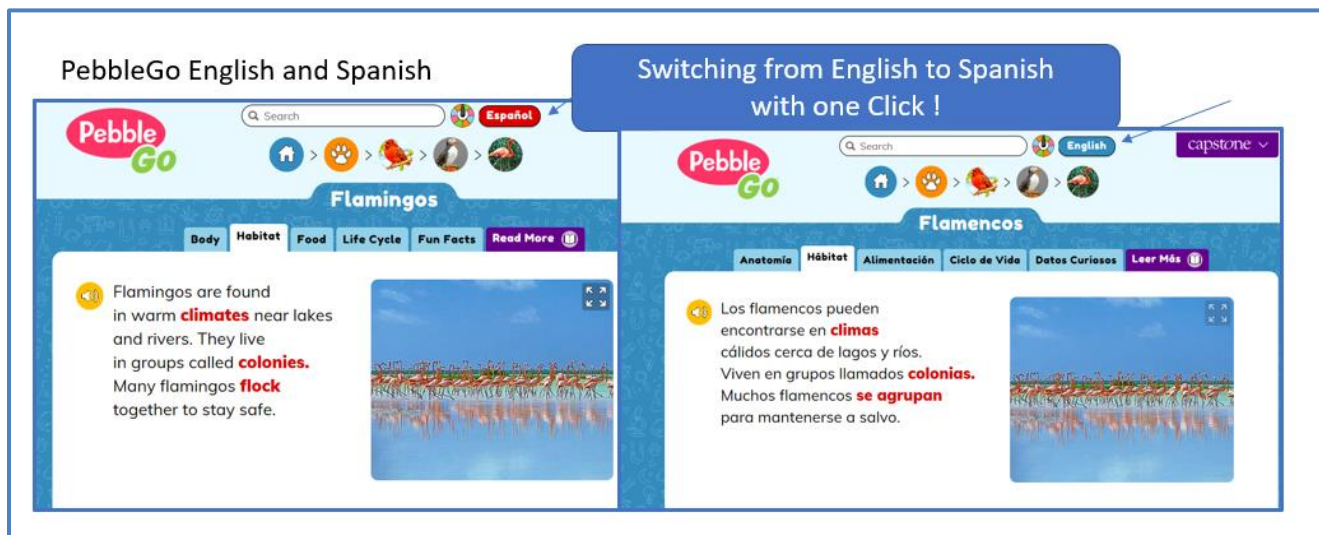 PebbleGo English and Spanish
Switching from English to Spanish
with one Click !
Pebble
Go
Search
Español
Flamingos
Body
Habitat
Food
Life Cycle
Fun Facts
Read More
Flamingos are found
in warm climates near lakes
and rivers. They live
in groups called colonies.
Many flamingos flock
together to stay safe.
Pebble
Go
Search
English
capstone
Flamencos
Anatomía
Hábitat
Alimentación
Ciclo de Vida
Datos Curiosos
Leer Más
Los flamencos pueden
encontrarse en climas
cálidos cerca de lagos y ríos.
Viven en grupos llamados colonias.
Muchos flamencos se agrupan
para mantenerse a salvo.